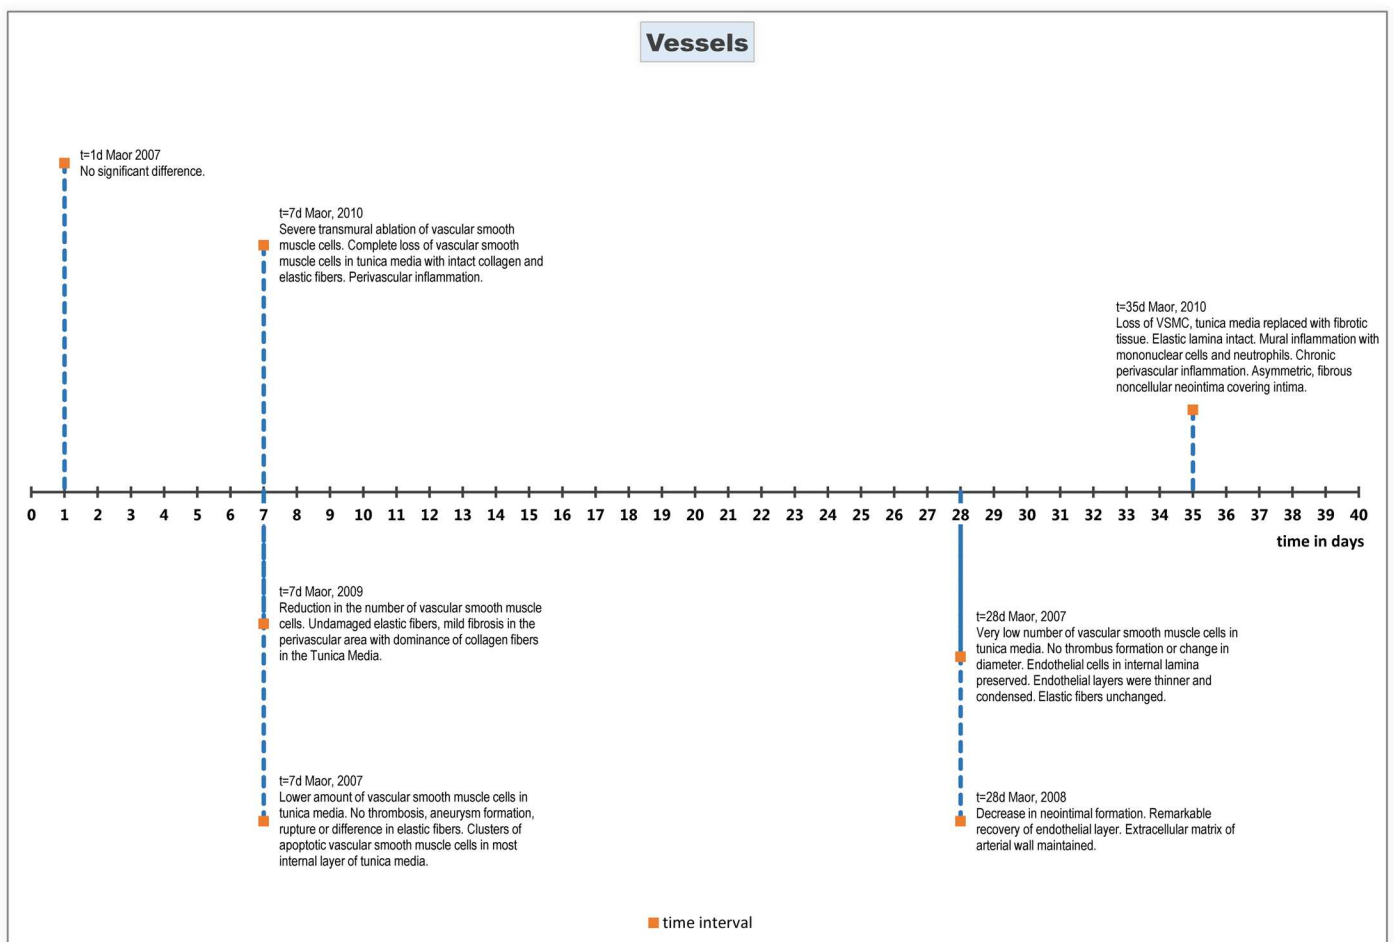 Vessels
t=1d Maor 2007
No significant difference.
t=7d Maor, 2010
Severe transmural ablation of vascular smooth
muscle cells. Complete loss of vascular smooth
muscle cells in tunica media with intact collagen and
elastic fibers. Perivascular inflammation.
t=35d Maor, 2010
Loss of VSMC, tunica media replaced with fibrotic
tissue. Elastic lamina intact. Mural inflammation with
mononuclear cells and neutrophils. Chronic
perivascular inflammation. Asymmetric, fibrous
noncellular neointima covering intima.
0 1 2 3 4 5 6 7 8 9 10 11 12 13 14 15 16 17 18 19 20 21 22 23 24 25 26 27 28 29 30 31 32 33 34 35 36 37 38 39 40
time in days
t=7d Maor, 2009
Reduction in the number of vascular smooth muscle
cells. Undamaged elastic fibers, mild fibrosis in the
perivascular area with dominance of collagen fibers
in the Tunica Media.
t=28d Maor, 2007
Very low number of vascular smooth muscle cells in
tunica media. No thrombus formation or change in
diameter. Endothelial cells in internal lamina
preserved. Endothelial layers were thinner and
condensed. Elastic fibers unchanged.
t=7d Maor, 2007
Lower amount of vascular smooth muscle cells in
tunica media. No thrombosis, aneurysm formation,
rupture or difference in elastic fibers. Clusters of
apoptotic vascular smooth muscle cells in most
internal layer of tunica media.
t=28d Maor, 2008
Decrease in neointimal formation. Remarkable
recovery of endothelial layer. Extracellular matrix of
arterial wall maintained.
time interval